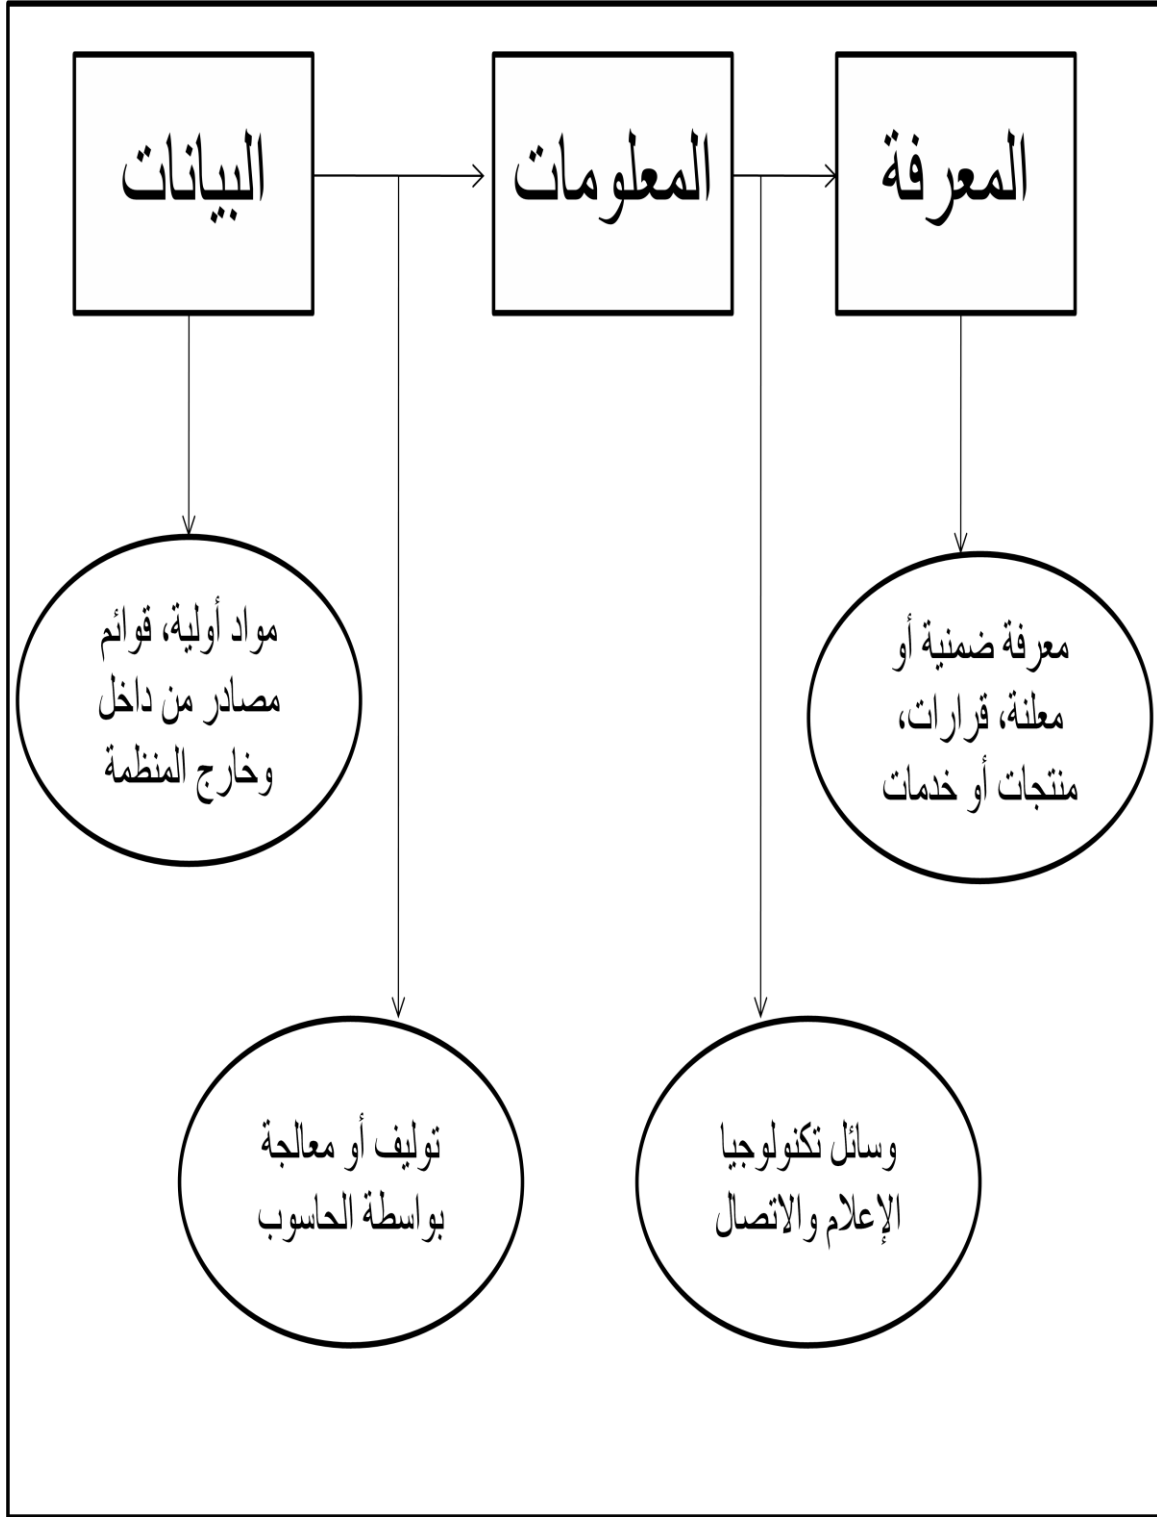 البيانات
المعلومات
المعرفة
مواد أولية، قوائم
مصادر من داخل
وخارج المنظمة
معرفة ضمنية أو
معلنة، قرارات،
منتجات أو خدمات
توليف أو معالجة
بواسطة الحاسوب
وسائل تكنولوجيا
الإعلام والاتصال